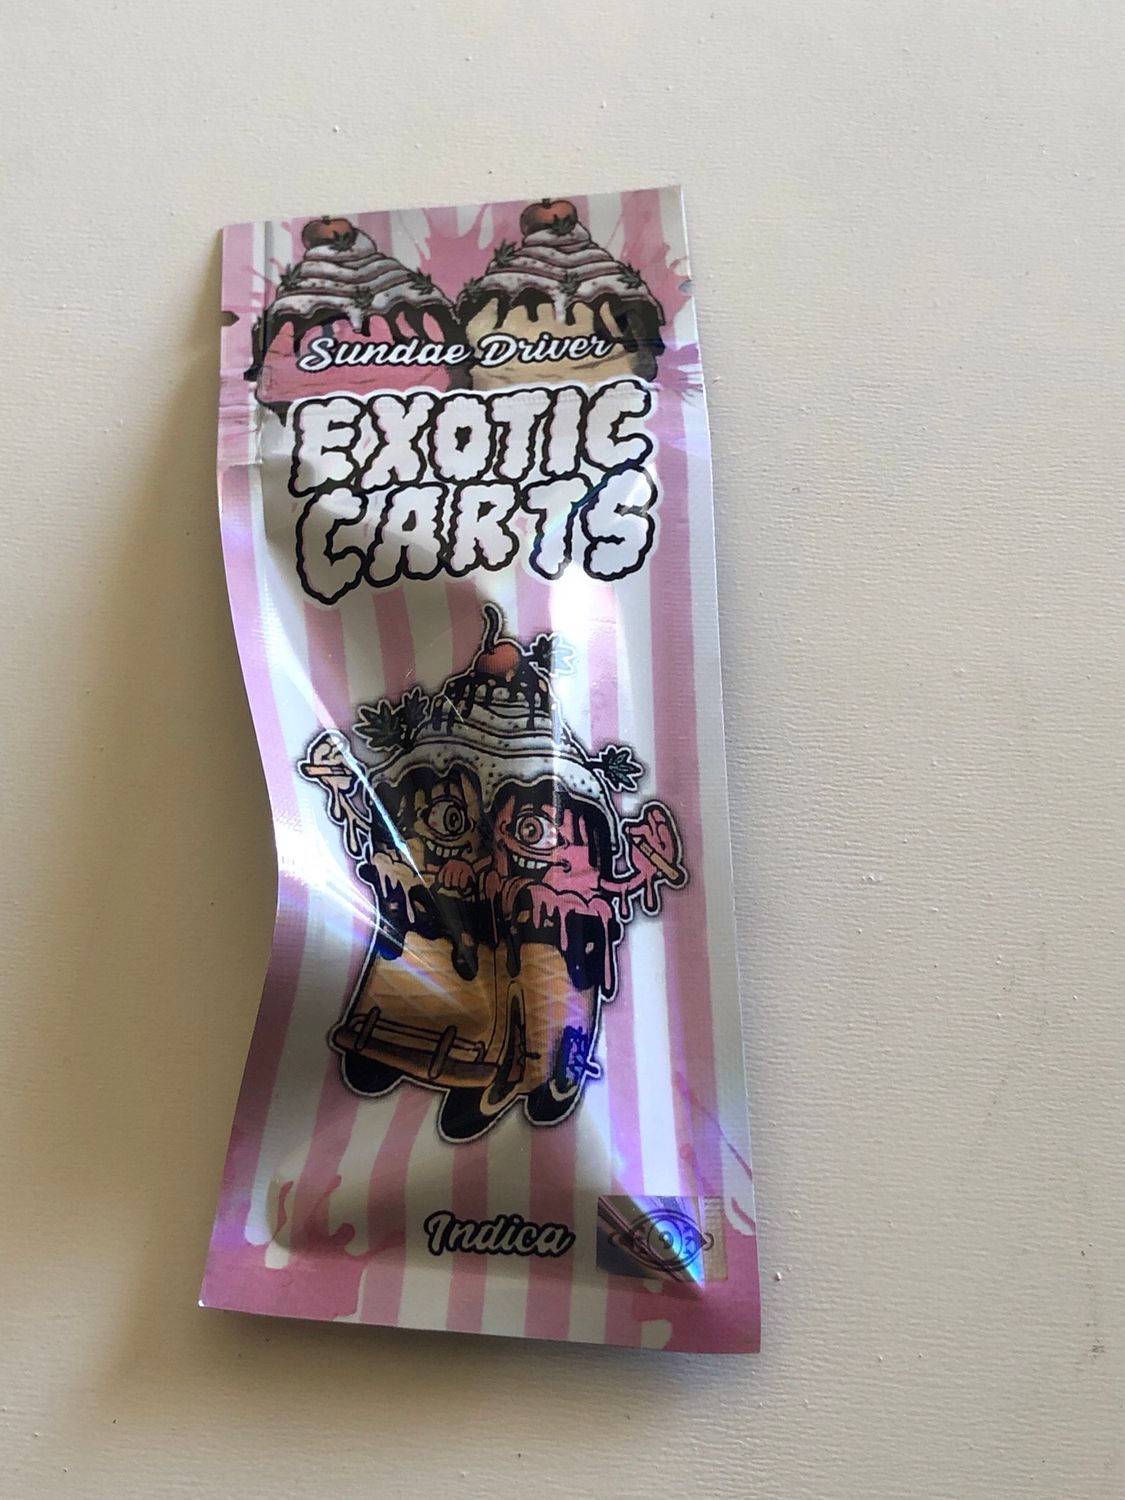 Sundae Driver
EXOTIC
CARTS
Indica